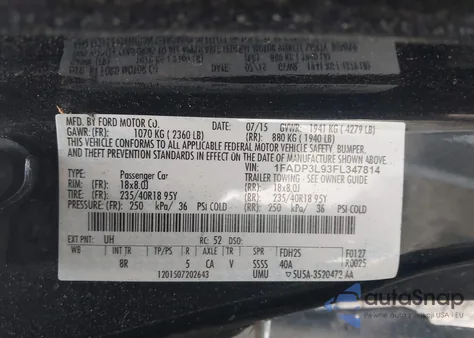 MFD. BY FORD MOTOR CO.
07/15 GVWR: 1941 KG ( 4279 LB)
GAWR: (FR): 1070 KG ( 2360 LB) (RR): 880 KG ( 1940 LB)
THIS VEHICLE CONFORMS TO ALL APPLICABLE FEDERAL MOTOR VEHICLE SAFETY, BUMPER,
AND THEFT PREVENTION STANDARDS IN EFFECT ON THE DATE OF MANUFACTURE SHOWN ABOVE.
VIN: 1FADP3L93FL347814
TYPE: Passenger Car TRAILER TOWING - SEE OWNER GUIDE
RIM: (FR) 18x8.0J (RR) 18x8.0J
TIRE: (FR) 235/40R18 95Y (RR) 235/40R18 95Y
PRESSURE: (FR) 250 kPa/ 36 PSI COLD (RR) 250 kPa/ 36 PSI COLD
EXT PNT: UH RC: 52 DSO:
WB BR INT TR TP/PS R AXLE TR SPR FDH25 F0127
BR 5 CA V SSSS 40A
1201507202643 UMU
autoSnap